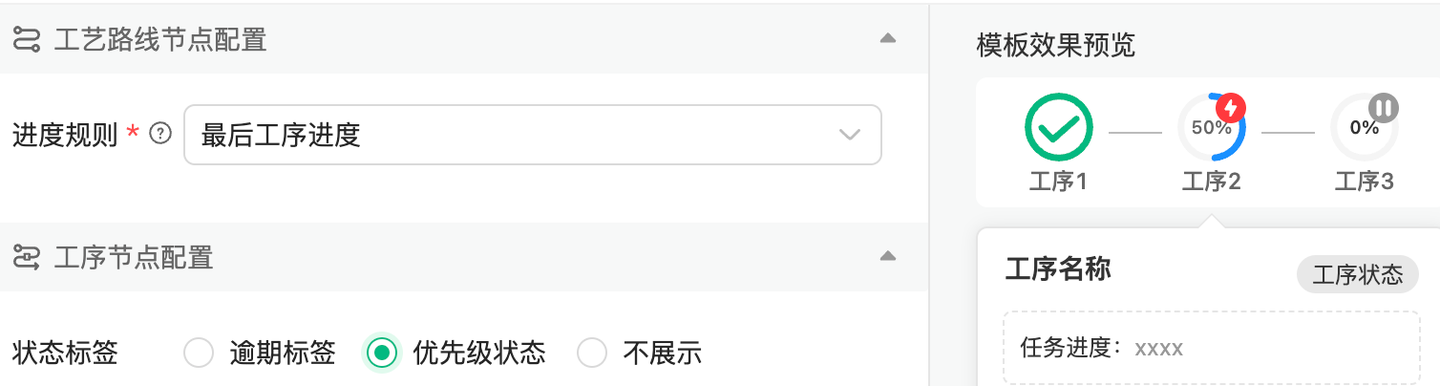 工艺路线节点配置
进度规则 * ? 最后工序进度
工序节点配置
状态标签 逾期标签 优先级状态 不展示
模板效果预览
50% 0%
工序1 工序2 工序3
工序名称 工序状态
任务进度：xxxx